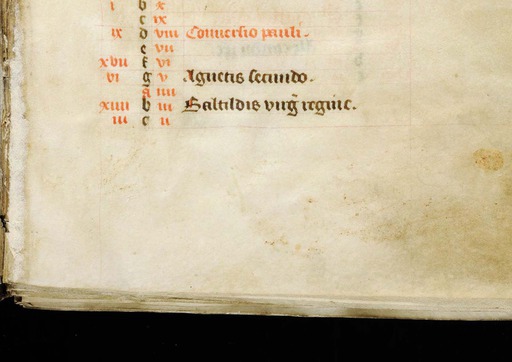 i b x
c ix
ix d viii Conuersio pauli.
e vii
xvii f vi
vi g v Agnetis secundo.
a iiii
xiiii b iii Baltildis virg̃ regine.
iii c ii